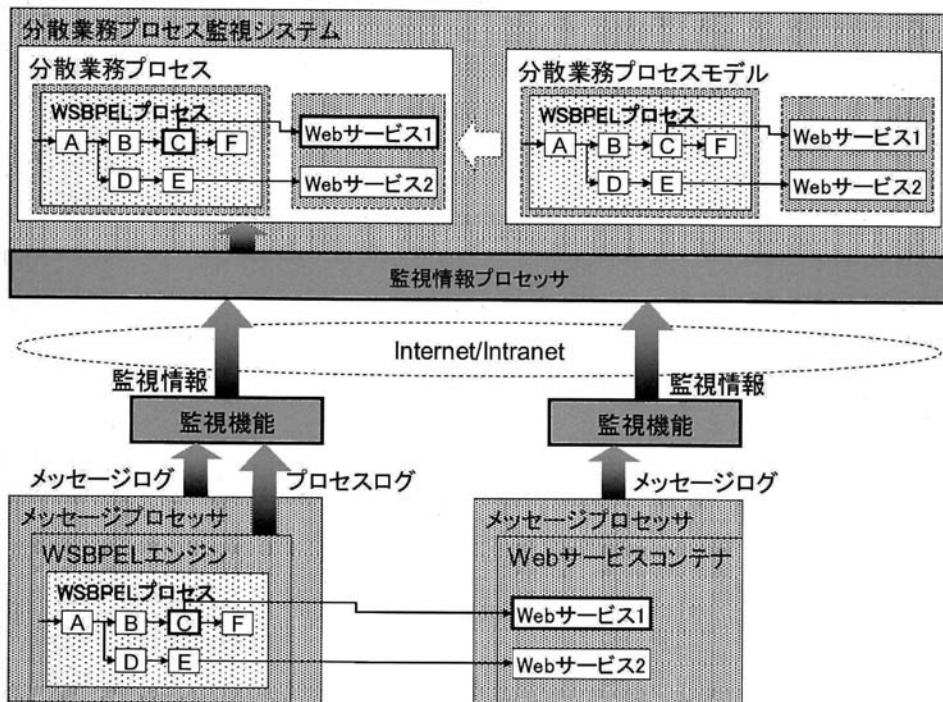 分散業務プロセス監視システム
分散業務プロセス
WSBPELプロセス
A
B
C
F
D
E
Webサービス1
Webサービス2
分散業務プロセスモデル
WSBPELプロセス
A
B
C
F
D
E
Webサービス1
Webサービス2
監視情報プロセッサ
Internet/Intranet
監視情報
監視情報
監視機能
監視機能
メッセージログ
プロセスログ
メッセージログ
メッセージプロセッサ
WSBPELエンジン
WSBPELプロセス
A
B
C
F
D
E
メッセージプロセッサ
Webサービスコンテナ
Webサービス1
Webサービス2